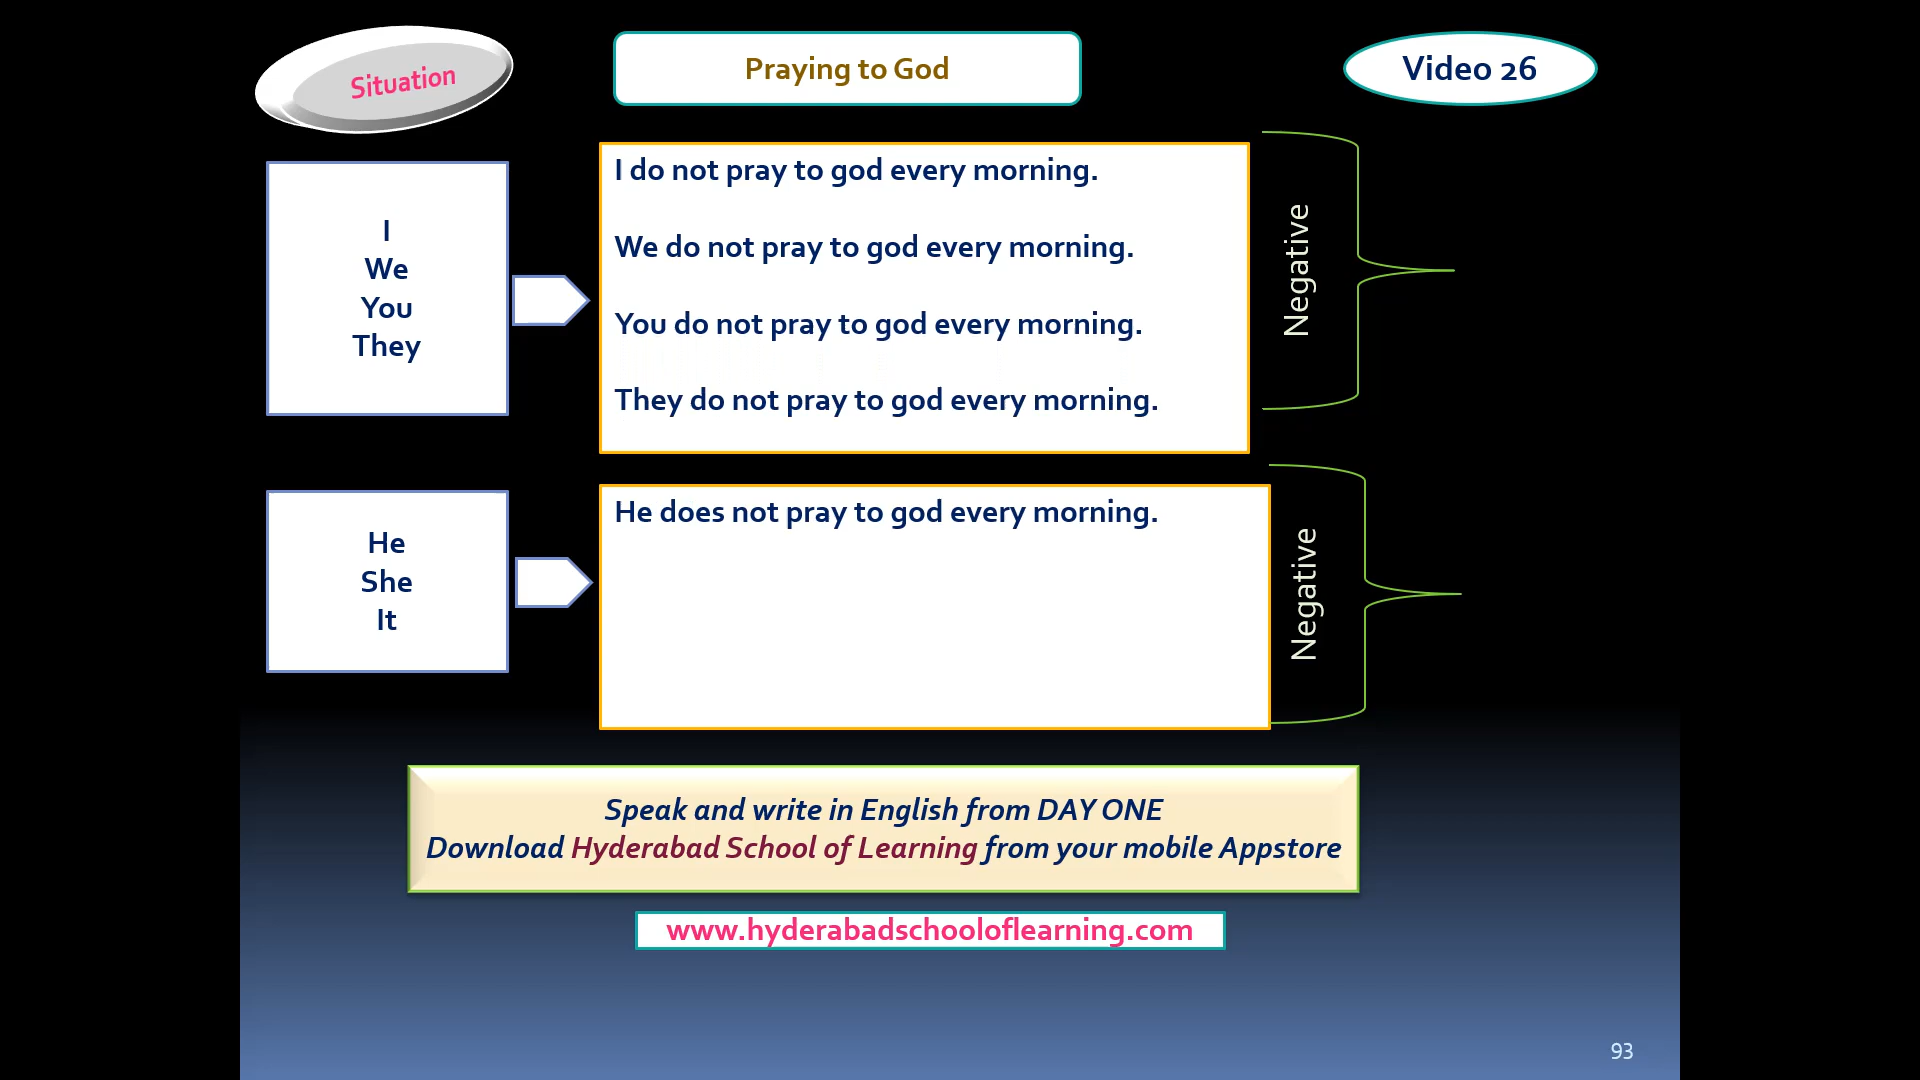 Situation
Praying to God
Video 26
I
We
You
They
I do not pray to god every morning.
We do not pray to god every morning.
You do not pray to god every morning.
They do not pray to god every morning.
Negative
He
She
It
He does not pray to god every morning.
Negative
Speak and write in English from DAY ONE
Download Hyderabad School of Learning from your mobile Appstore
www.hyderabadschooloflearning.com
93